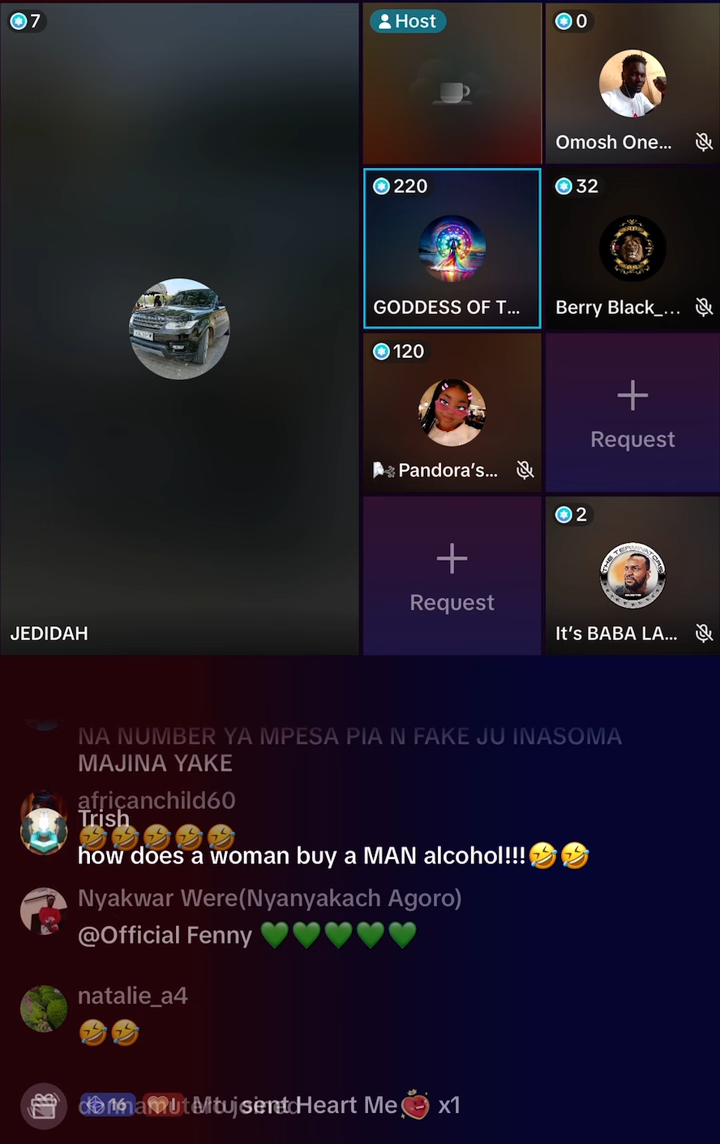 7
Host
0
Omosh One...
220
GODDESS OF T...
32
Berry Black_...
120
Pandora's...
Request
Request
2
It's BABA LA...
JEDIDAH
NA NUMBER YA MPESA PIA N FAKE JU INASOMA
MAJINA YAKE
africanchild60
🤣🤣🤣🤣🤣
Trish
how does a woman buy a MAN alcohol!!!🤣🤣
Nyakwar Were(Nyanyakach Agoro)
@Official Fenny 💚💚💚💚💚
natalie_a4
🤣🤣
16
sent Heart Me x1